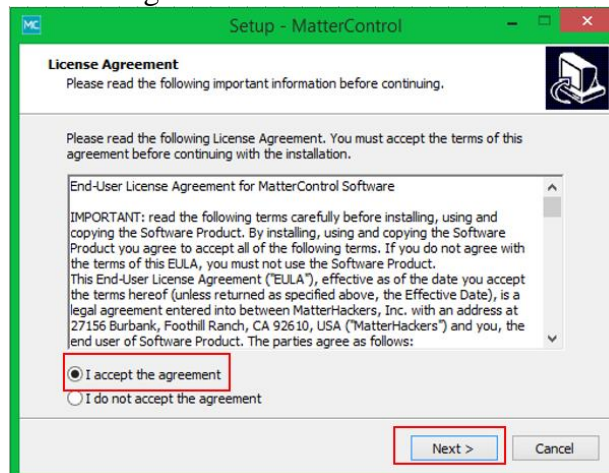 MC
Setup - MatterControl
License Agreement
Please read the following important information before continuing.
Please read the following License Agreement. You must accept the terms of this
agreement before continuing with the installation.
End-User License Agreement for MatterControl Software
IMPORTANT: read the following terms carefully before installing, using and
copying the Software Product. By installing, using and copying the Software
Product you agree to accept all of the following terms. If you do not agree with
the terms of this EULA, you must not use the Software Product.
This End-User License Agreement ("EULA"), effective as of the date you accept
the terms hereof (unless returned as specified above, the Effective Date), is a
legal agreement entered into between MatterHackers, Inc. with an address at
27156 Burbank, Foothill Ranch, CA 92610, USA ("MatterHackers") and you, the
end user of Software Product. The parties agree as follows:
I accept the agreement
I do not accept the agreement
Next >
Cancel